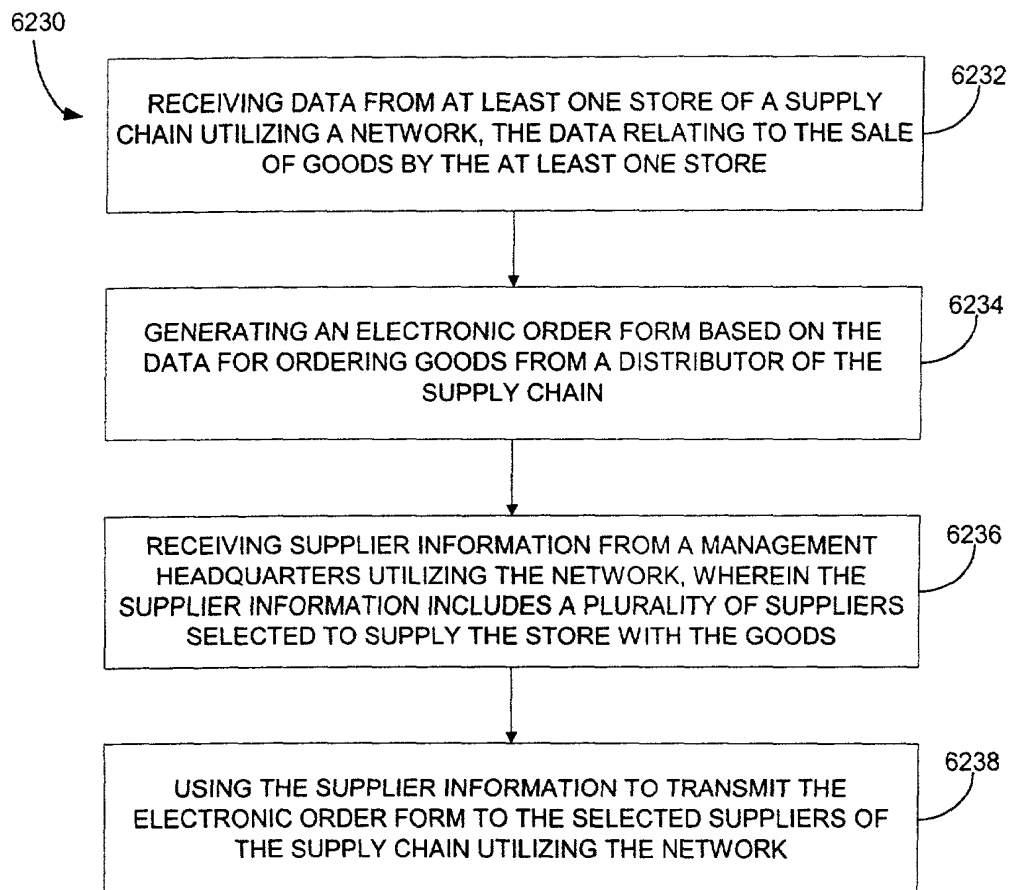 6230
6232
RECEIVING DATA FROM AT LEAST ONE STORE OF A SUPPLY
CHAIN UTILIZING A NETWORK, THE DATA RELATING TO THE SALE
OF GOODS BY THE AT LEAST ONE STORE
6234
GENERATING AN ELECTRONIC ORDER FORM BASED ON THE
DATA FOR ORDERING GOODS FROM A DISTRIBUTOR OF THE
SUPPLY CHAIN
6236
RECEIVING SUPPLIER INFORMATION FROM A MANAGEMENT
HEADQUARTERS UTILIZING THE NETWORK, WHEREIN THE
SUPPLIER INFORMATION INCLUDES A PLURALITY OF SUPPLIERS
SELECTED TO SUPPLY THE STORE WITH THE GOODS
6238
USING THE SUPPLIER INFORMATION TO TRANSMIT THE
ELECTRONIC ORDER FORM TO THE SELECTED SUPPLIERS OF
THE SUPPLY CHAIN UTILIZING THE NETWORK